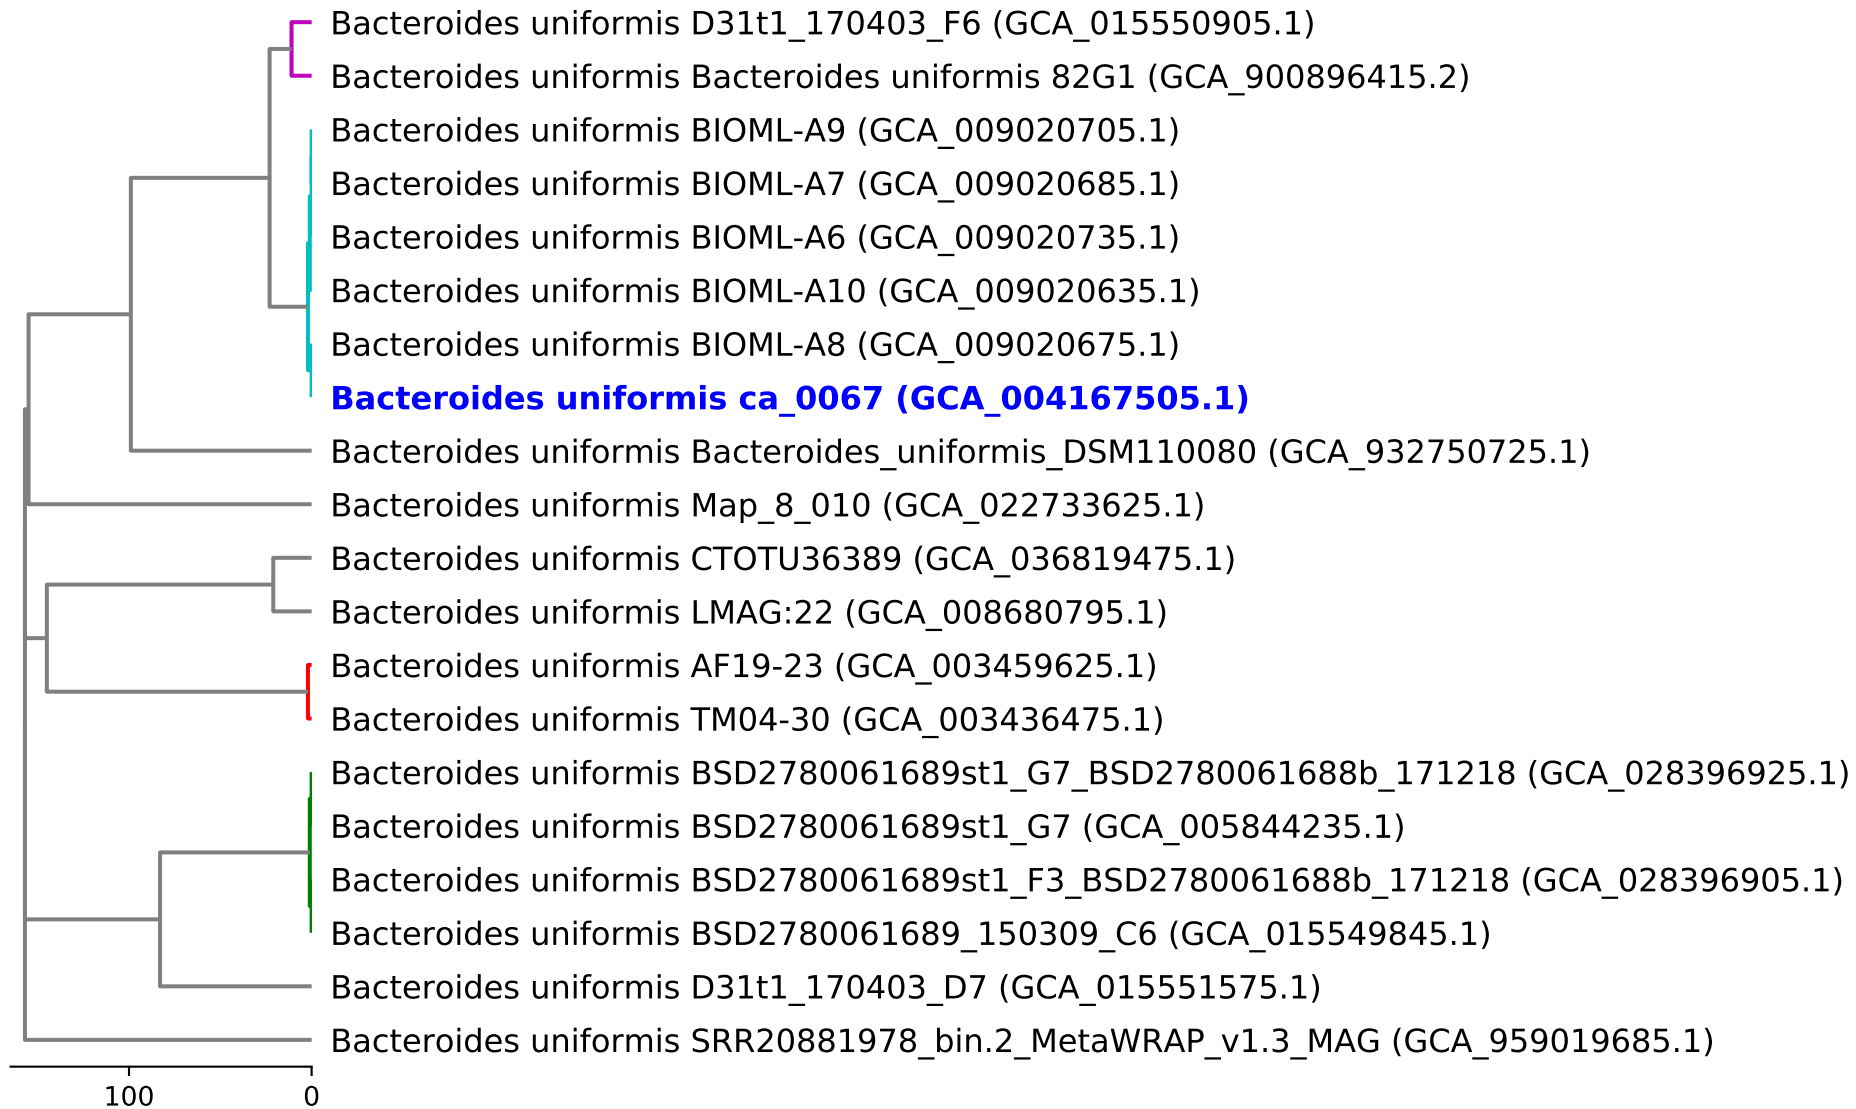 Bacteroides uniformis D31t1_170403_F6 (GCA_015550905.1)
Bacteroides uniformis Bacteroides uniformis 82G1 (GCA_900896415.2)
Bacteroides uniformis BIOML-A9 (GCA_009020705.1)
Bacteroides uniformis BIOML-A7 (GCA_009020685.1)
Bacteroides uniformis BIOML-A6 (GCA_009020735.1)
Bacteroides uniformis BIOML-A10 (GCA_009020635.1)
Bacteroides uniformis BIOML-A8 (GCA_009020675.1)
Bacteroides uniformis ca_0067 (GCA_004167505.1)
Bacteroides uniformis Bacteroides_uniformis_DSM110080 (GCA_932750725.1)
Bacteroides uniformis Map_8_010 (GCA_022733625.1)
Bacteroides uniformis CTOTU36389 (GCA_036819475.1)
Bacteroides uniformis LMAG:22 (GCA_008680795.1)
Bacteroides uniformis AF19-23 (GCA_003459625.1)
Bacteroides uniformis TM04-30 (GCA_003436475.1)
Bacteroides uniformis BSD2780061689st1_G7_BSD2780061688b_171218 (GCA_028396925.1)
Bacteroides uniformis BSD2780061689st1_G7 (GCA_005844235.1)
Bacteroides uniformis BSD2780061689st1_F3_BSD2780061688b_171218 (GCA_028396905.1)
Bacteroides uniformis BSD2780061689_150309_C6 (GCA_015549845.1)
Bacteroides uniformis D31t1_170403_D7 (GCA_015551575.1)
Bacteroides uniformis SRR20881978_bin.2_MetaWRAP_v1.3_MAG (GCA_959019685.1)
100 0